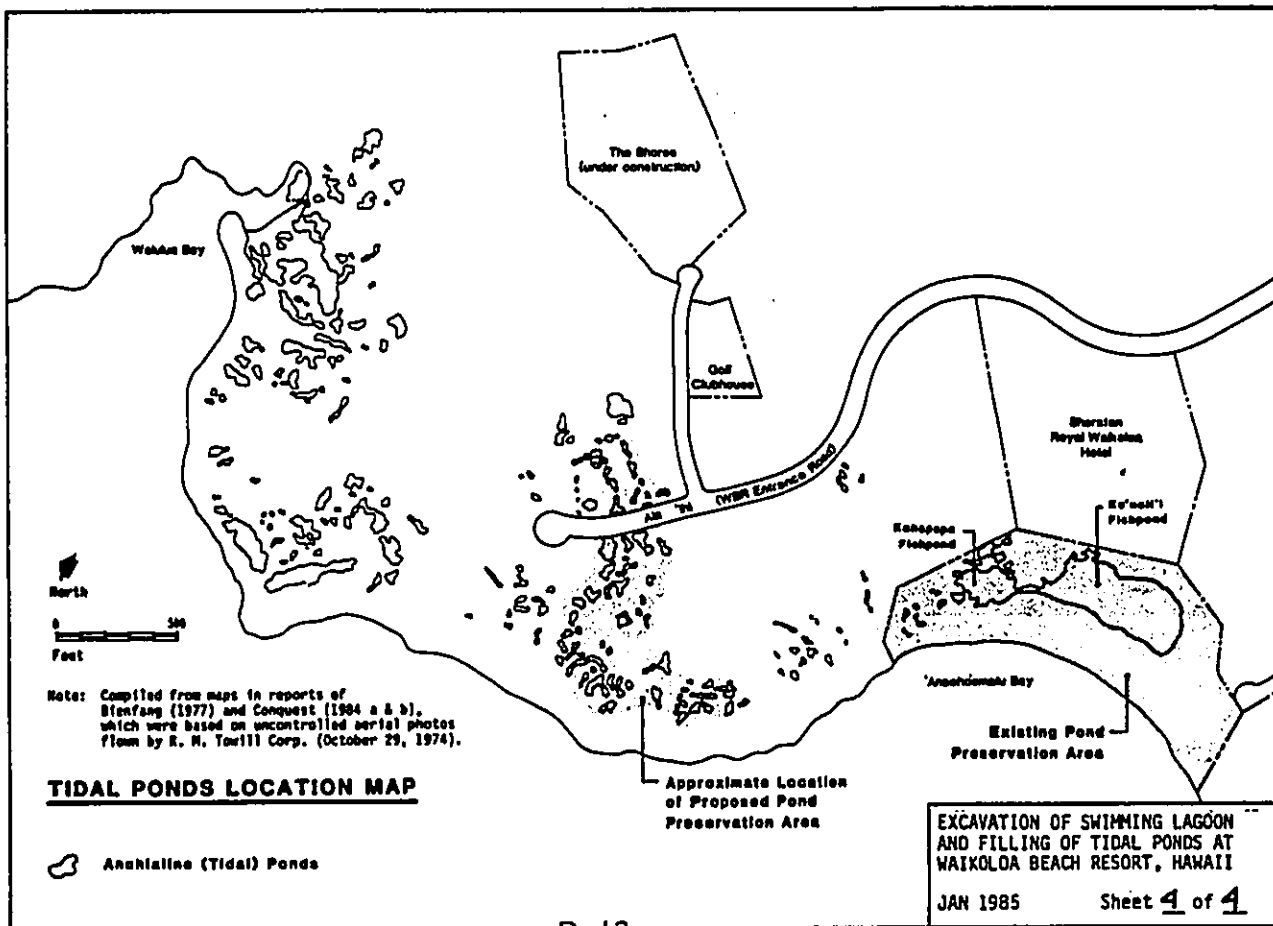 The Shores
(under construction)
Waiulua Bay
Golf
Clubhouse
Sheraton
Royal Waikoloa
Hotel
(WBR Entrance Road)
Ku'uali'i
Fishpond
Kahapapa
Fishpond
North
0 500
Feet
Note: Compiled from maps in reports of
Bienfang (1977) and Conquest (1984 a & b),
which were based on uncontrolled aerial photos
flown by R. M. Towill Corp. (October 29, 1974).
'Anaehoomalu Bay
Existing Pond
Preservation Area
TIDAL PONDS LOCATION MAP
Approximate Location
of Proposed Pond
Preservation Area
Anchialine (Tidal) Ponds
EXCAVATION OF SWIMMING LAGOON
AND FILLING OF TIDAL PONDS AT
WAIKOLOA BEACH RESORT, HAWAII
JAN 1985 Sheet 4 of 4